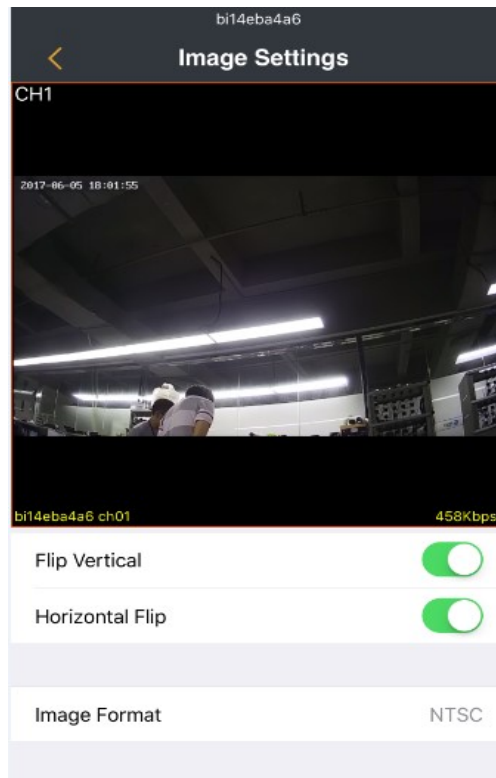 bi14eba4a6
Image Settings
CH1
2017-06-05 18:01:55
bi14eba4a6 ch01 458Kbps
Flip Vertical
Horizontal Flip
Image Format NTSC